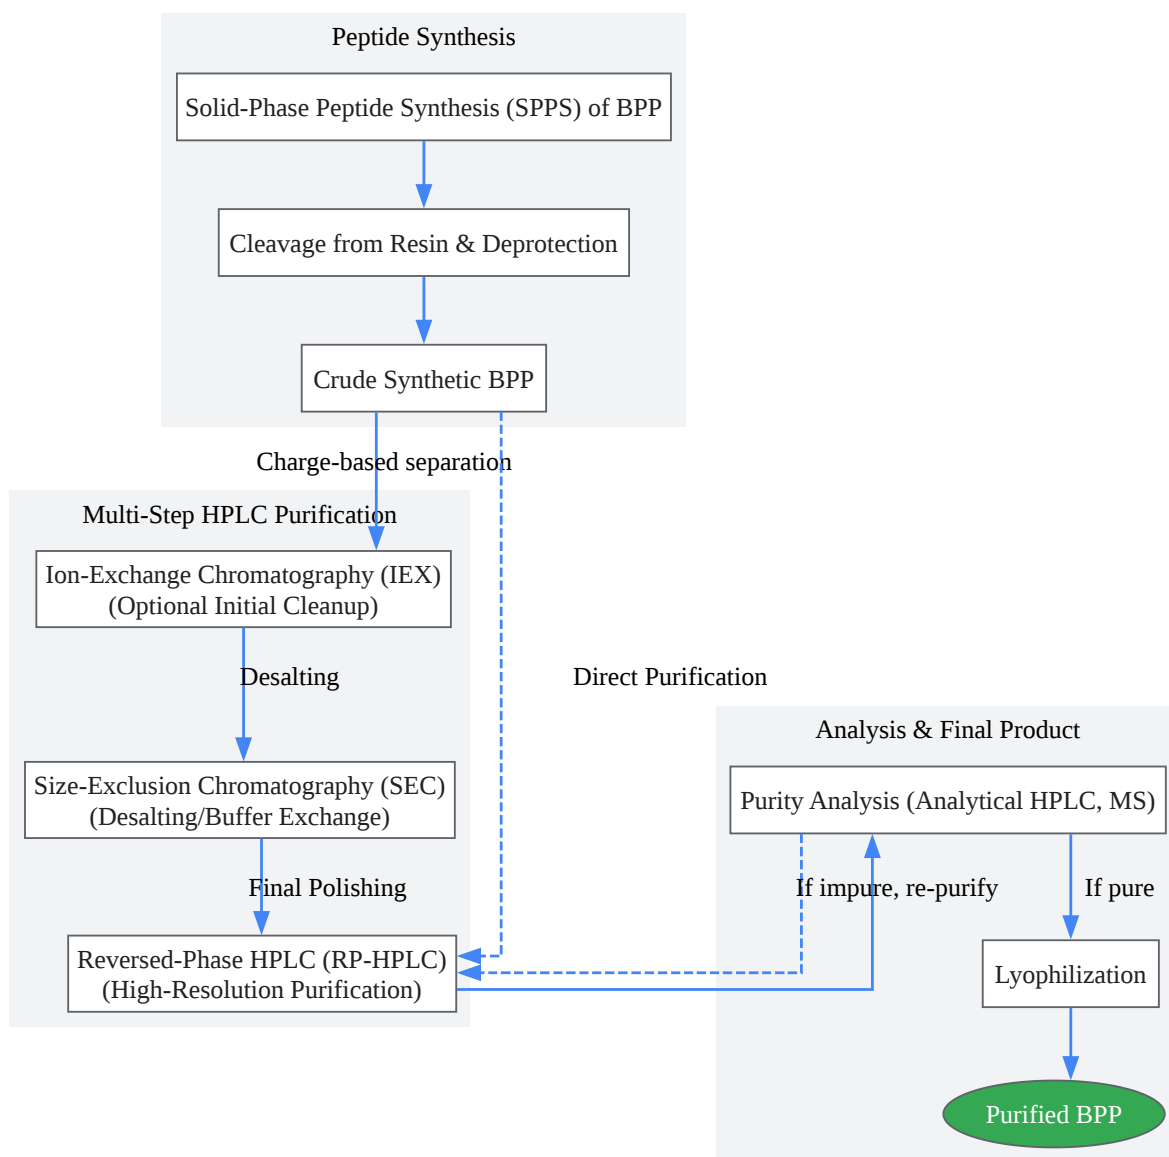 Peptide Synthesis
Solid-Phase Peptide Synthesis (SPPS) of BPP
Cleavage from Resin & Deprotection
Crude Synthetic BPP
Charge-based separation
Multi-Step HPLC Purification
Ion-Exchange Chromatography (IEX)
(Optional Initial Cleanup)
Desalting
Direct Purification
Size-Exclusion Chromatography (SEC)
(Desalting/Buffer Exchange)
Final Polishing
Reversed-Phase HPLC (RP-HPLC)
(High-Resolution Purification)
Analysis & Final Product
Purity Analysis (Analytical HPLC, MS)
If impure, re-purify
If pure
Lyophilization
Purified BPP